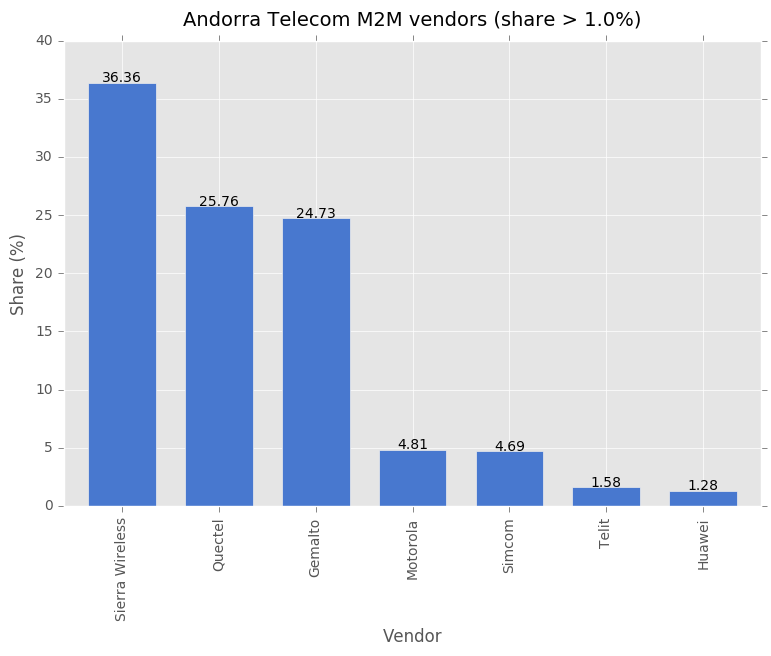 Andorra Telecom M2M vendors (share > 1.0%)
40
35
30
25
20
15
10
5
0
Share (%)
36.36
25.76
24.73
4.81
4.69
1.58
1.28
Sierra Wireless
Quectel
Gemalto
Motorola
Simcom
Telit
Huawei
Vendor